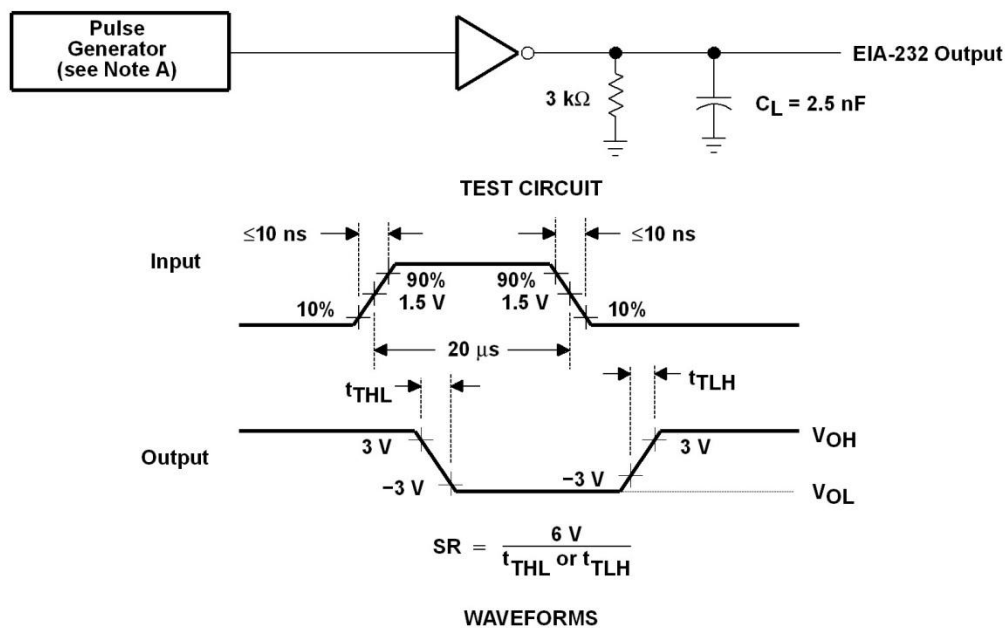 Pulse
Generator
(see Note A)
EIA-232 Output
3 kΩ
CL = 2.5 nF
TEST CIRCUIT
≤10 ns
≤10 ns
Input
90%
90%
1.5 V
1.5 V
10%
10%
20 μs
tTHL
tTLH
Output
3 V
3 V
VOH
−3 V
−3 V
VOL
SR = 6 V
tTHL or tTLH
WAVEFORMS